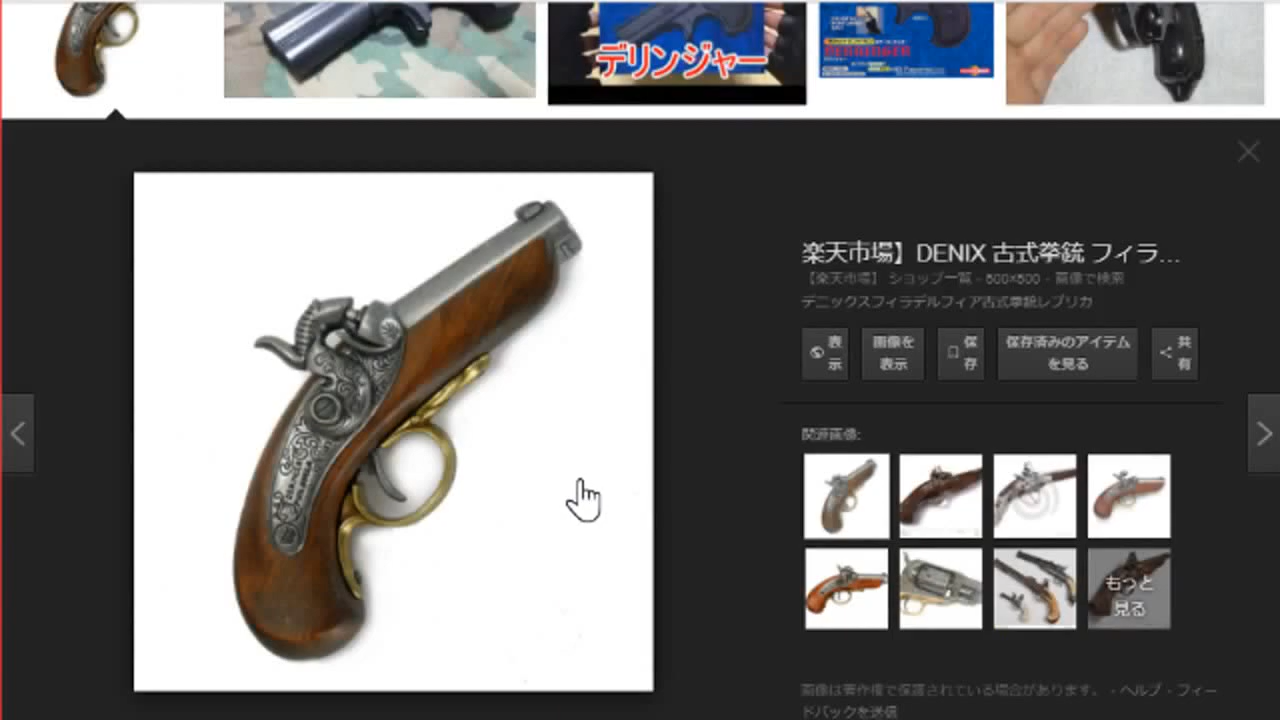 デリンジャー
DERRINGER
楽天市場】DENIX 古式拳銃 フィラ...
【楽天市場】 ショップ一覧 - 600×600 - 画像で検索
デニックスフィラデルフィア古式拳銃レプリカ
表示
画像を表示
保存
保存済みのアイテムを見る
共有
関連画像:
もっと見る
画像は著作権で保護されている場合があります。 - ヘルプ - フィー
ドバックを送信